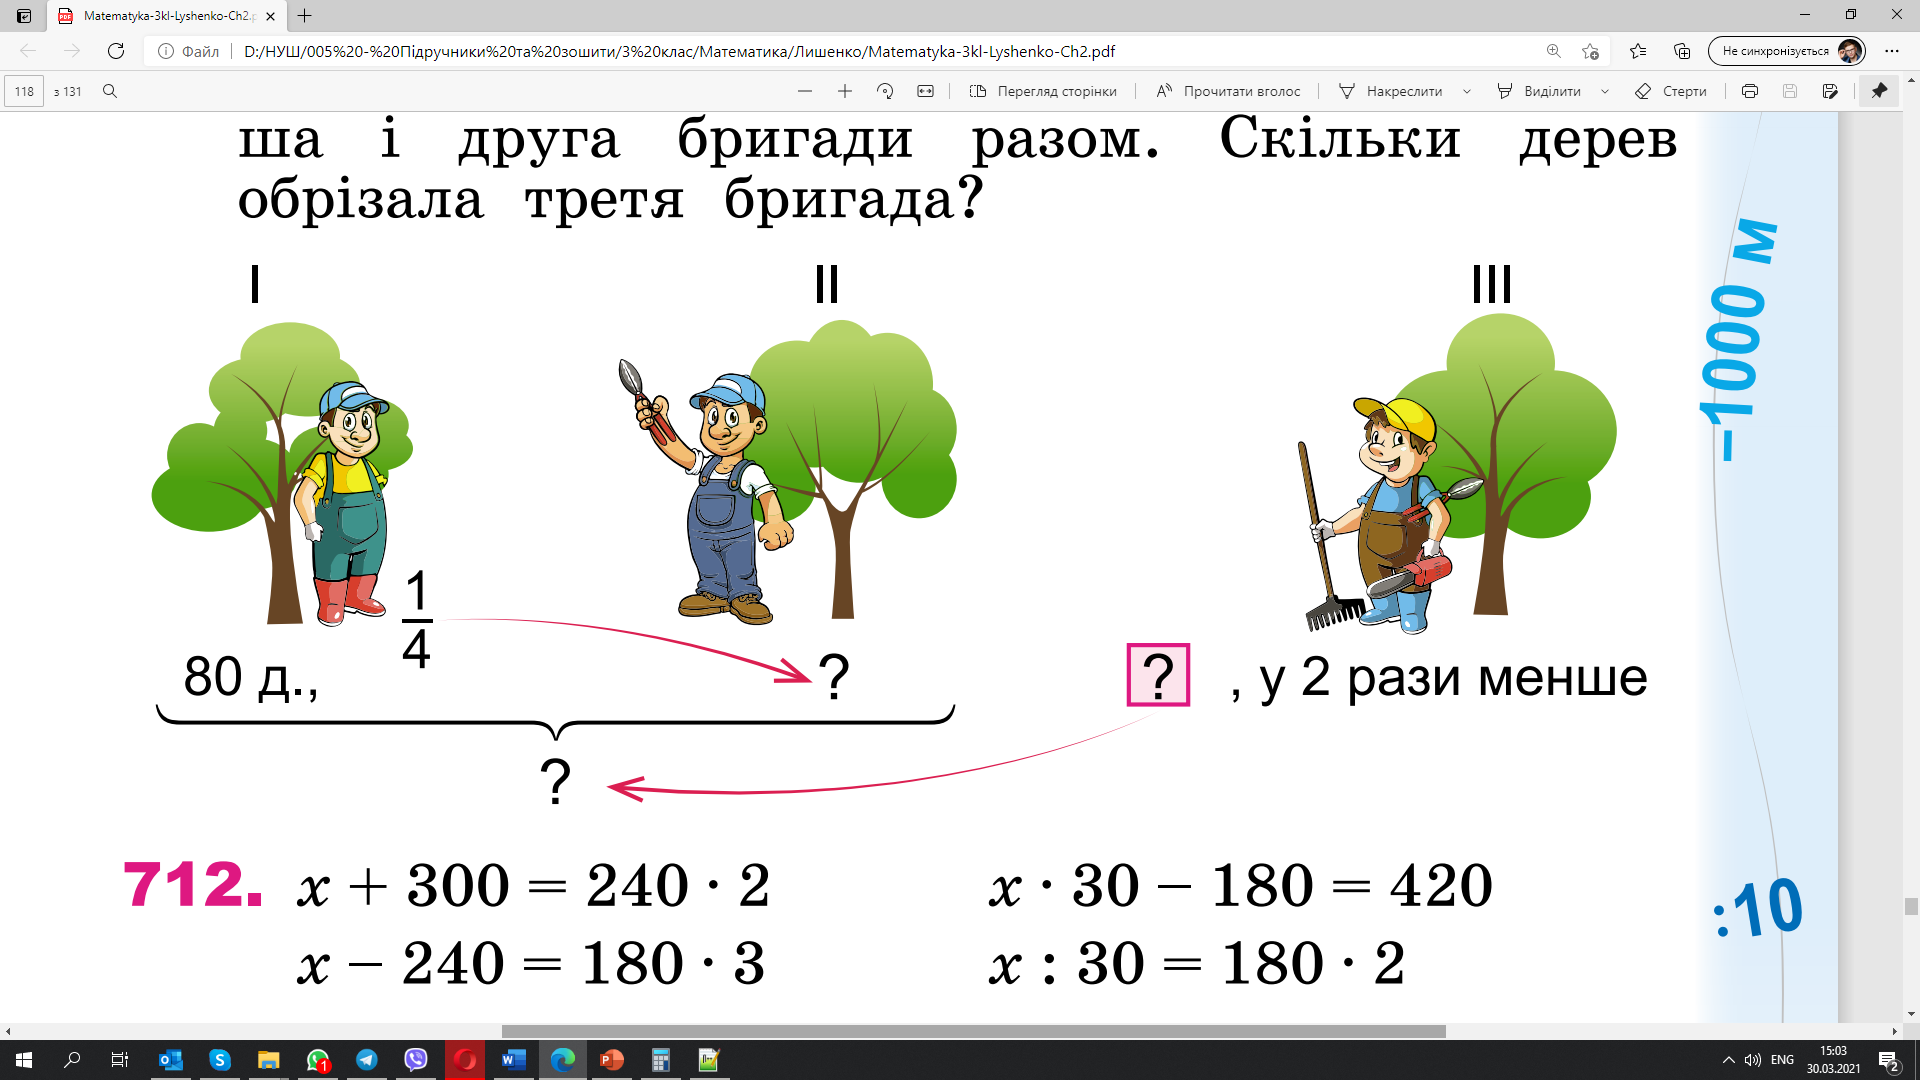 Matematyka-3kl-Lyshenko-Ch2.p
Файл
D:/НУШ/005%20-%20Підручники%20та%20зошити/3%20клас/Математика/Лишенко/Matematyka-3kl-Lyshenko-Ch2.pdf
Не синхронізується
118 з 131
Перегляд сторінки
Прочитати вголос
Накреслити
Виділити
Стерти
ша і друга бригади разом. Скільки дерев
обрізала третя бригада?
I II III
1/4
80 д., ? ? , у 2 рази менше
?
–1000 м
712. x + 300 = 240 · 2 x · 30 – 180 = 420
x – 240 = 180 · 3 x : 30 = 180 · 2
:10
1
ENG
15:03
30.03.2021
2